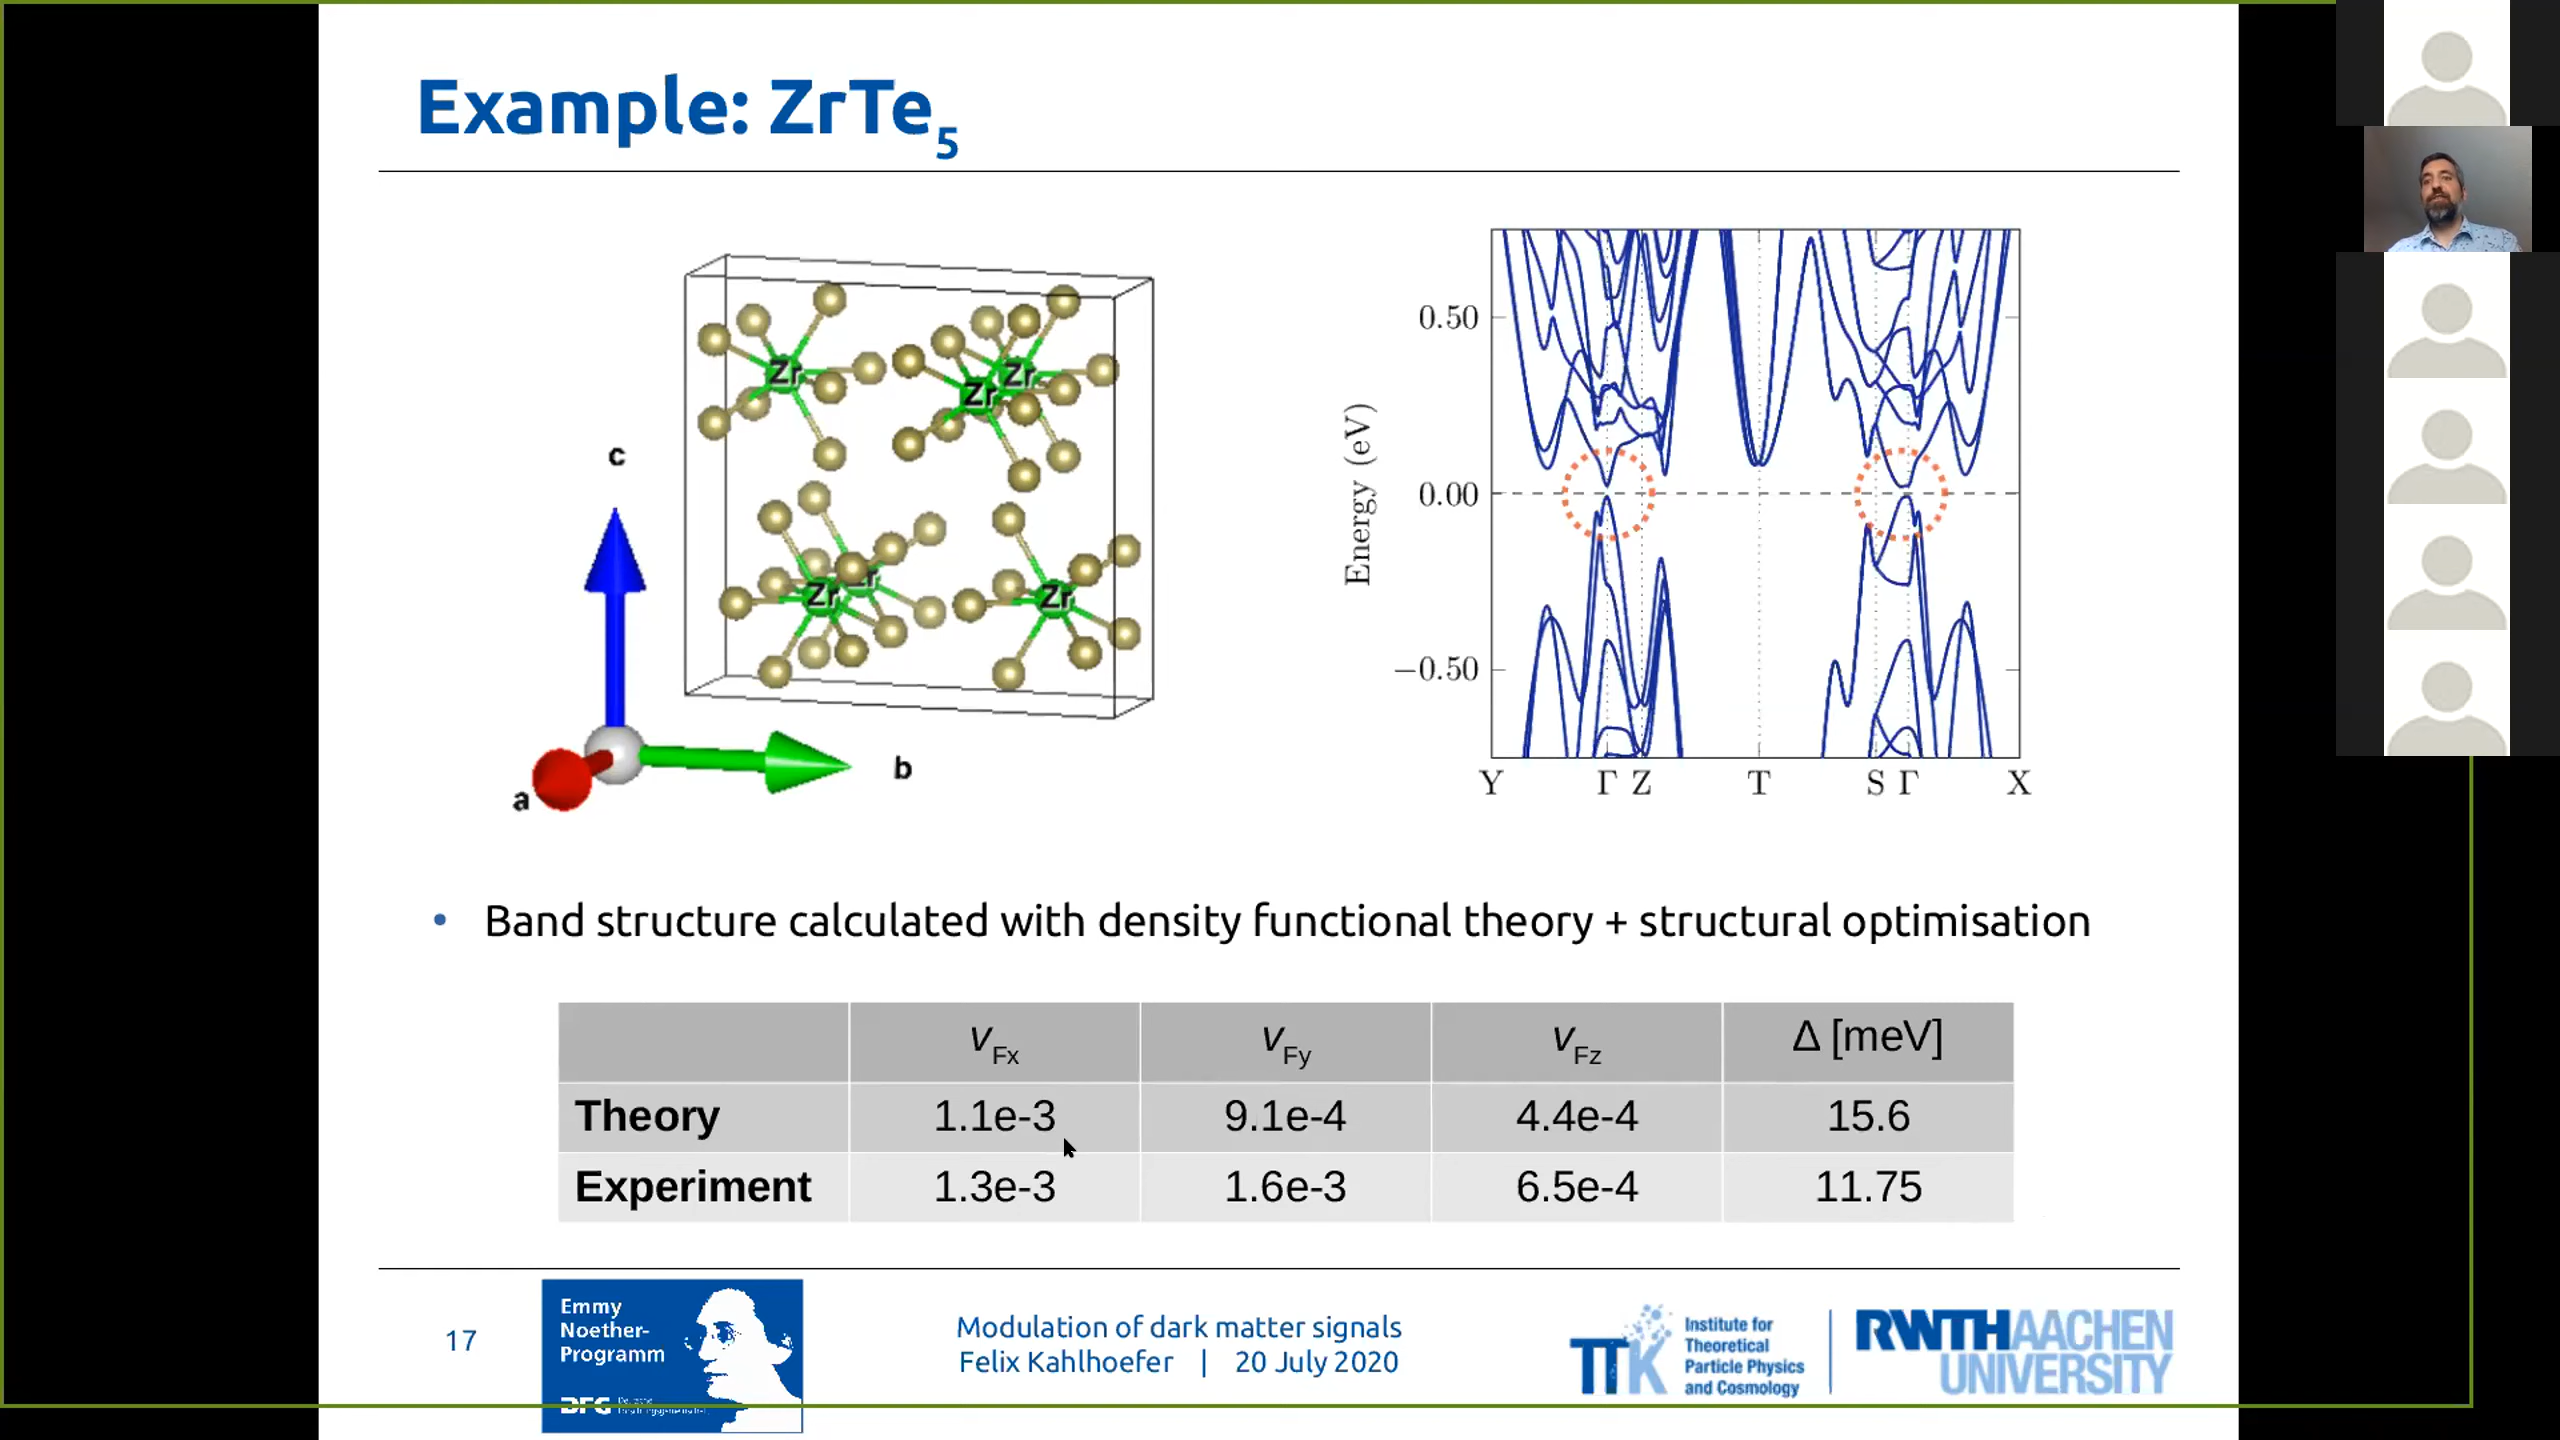 Example: ZrTe5
Zr
Zr
Zr
Zr
Zr
Zr
c
b
a
Energy (eV)
0.50
0.00
−0.50
Y Γ Z T S Γ X
• Band structure calculated with density functional theory + structural optimisation
vFx vFy vFz Δ [meV]
Theory 1.1e-3 9.1e-4 4.4e-4 15.6
Experiment 1.3e-3 1.6e-3 6.5e-4 11.75
17
Emmy
Noether-
Programm
DFG
Modulation of dark matter signals
Felix Kahlhoefer | 20 July 2020
TTK
Institute for
Theoretical
Particle Physics
and Cosmology
RWTH AACHEN
UNIVERSITY